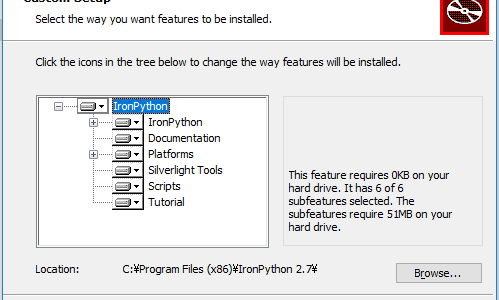 Custom Setup
Select the way you want features to be installed.
Click the icons in the tree below to change the way features will be installed.
IronPython
IronPython
Documentation
Platforms
Silverlight Tools
Scripts
Tutorial
This feature requires 0KB on your
hard drive. It has 6 of 6
subfeatures selected. The
subfeatures require 51MB on your
hard drive.
Location: C:¥Program Files (x86)¥IronPython 2.7¥
Browse...